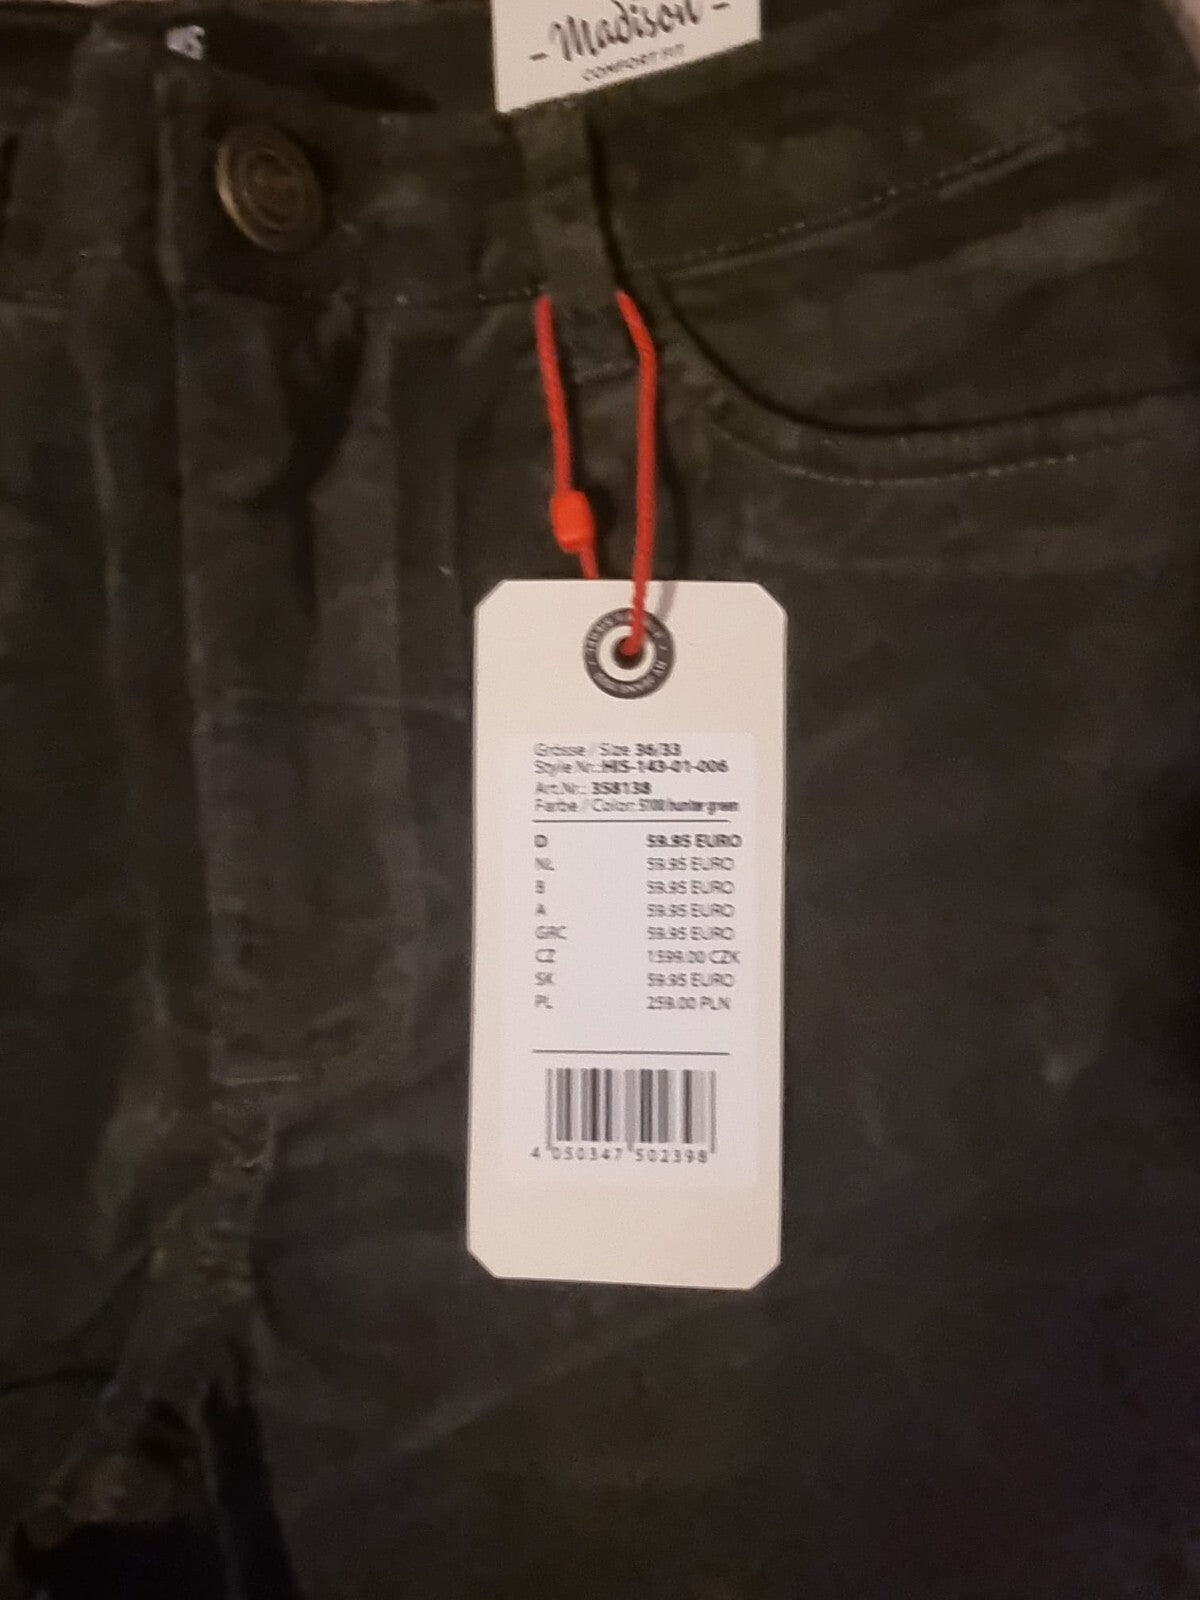 - Madison -
COMFORT FIT
Grösse / Size 36/33
Style Nr.:HIS-143-01-006
Art.Nr.: 358138
Farbe / Color: 5100 hunter green
D 59.95 EURO
NL 59.95 EURO
B 59.95 EURO
A 59.95 EURO
GRC 59.95 EURO
CZ 1599.00 CZK
SK 59.95 EURO
PL 259.00 PLN
4 050347 502398